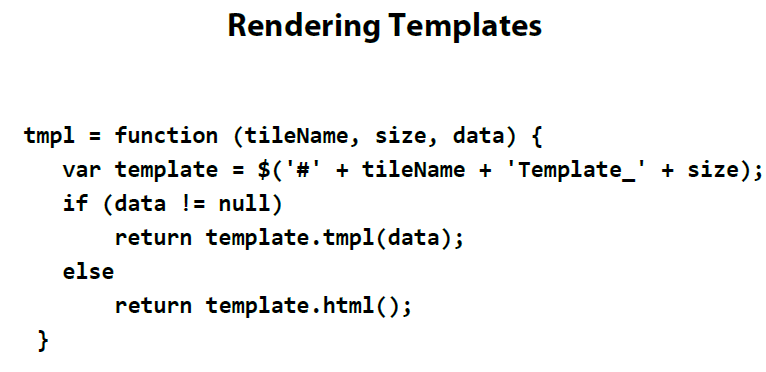 Rendering Templates
tmpl = function (tileName, size, data) {
var template = $('#' + tileName + 'Template_' + size);
if (data != null)
return template.tmpl(data);
else
return template.html();
}